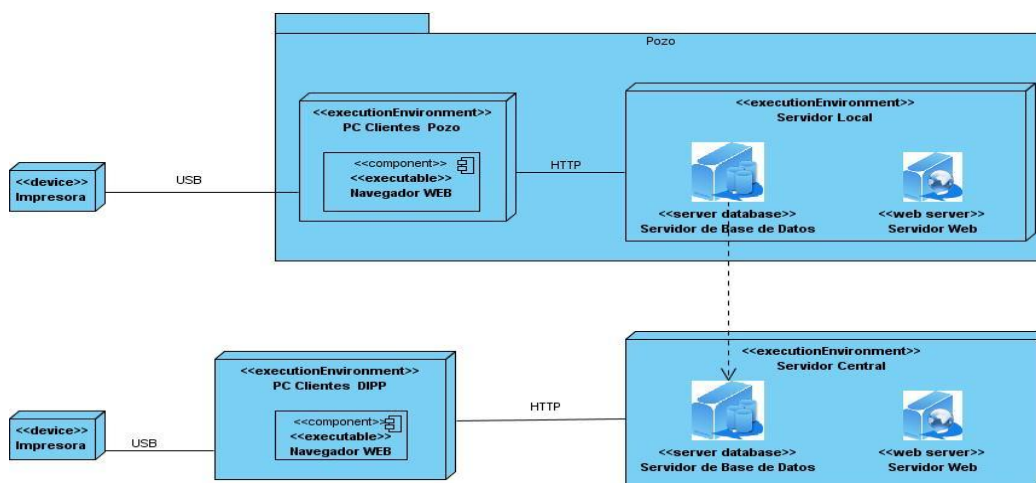 Pozo
<<executionEnvironment>>
PC Clientes Pozo
<<component>>
<<executable>>
Navegador WEB
HTTP
<<executionEnvironment>>
Servidor Local
<<server database>>
Servidor de Base de Datos
<<web server>>
Servidor Web
<<device>>
Impresora
USB
<<executionEnvironment>>
PC Clientes DIPP
<<component>>
<<executable>>
Navegador WEB
HTTP
<<executionEnvironment>>
Servidor Central
<<server database>>
Servidor de Base de Datos
<<web server>>
Servidor Web
<<device>>
Impresora
USB